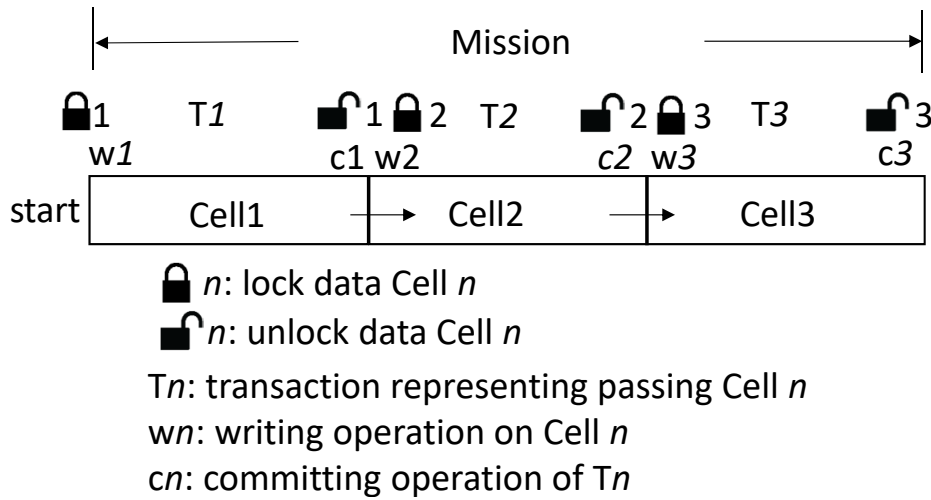 Mission
1 T1 1 2 T2 2 3 T3 3
w1 c1 w2 c2 w3 c3
start Cell1 Cell2 Cell3
n: lock data Cell n
n: unlock data Cell n
Tn: transaction representing passing Cell n
wn: writing operation on Cell n
cn: committing operation of Tn